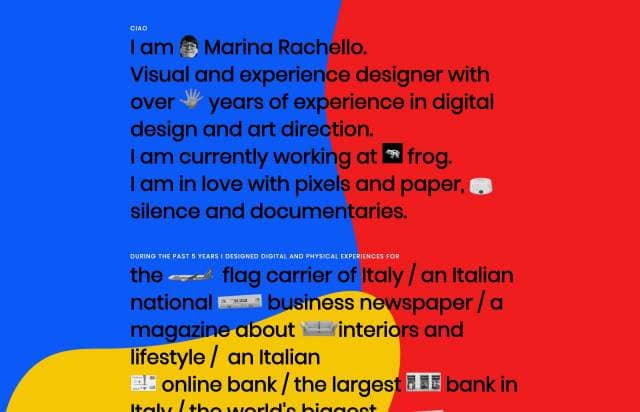 CIAO
I am Marina Rachello.
Visual and experience designer with
over years of experience in digital
design and art direction.
I am currently working at frog.
I am in love with pixels and paper,
silence and documentaries.
DURING THE PAST 5 YEARS I DESIGNED DIGITAL AND PHYSICAL EXPERIENCES FOR
the flag carrier of Italy / an Italian
national business newspaper / a
magazine about interiors and
lifestyle / an Italian
online bank / the largest bank in
Italy / the world's biggest